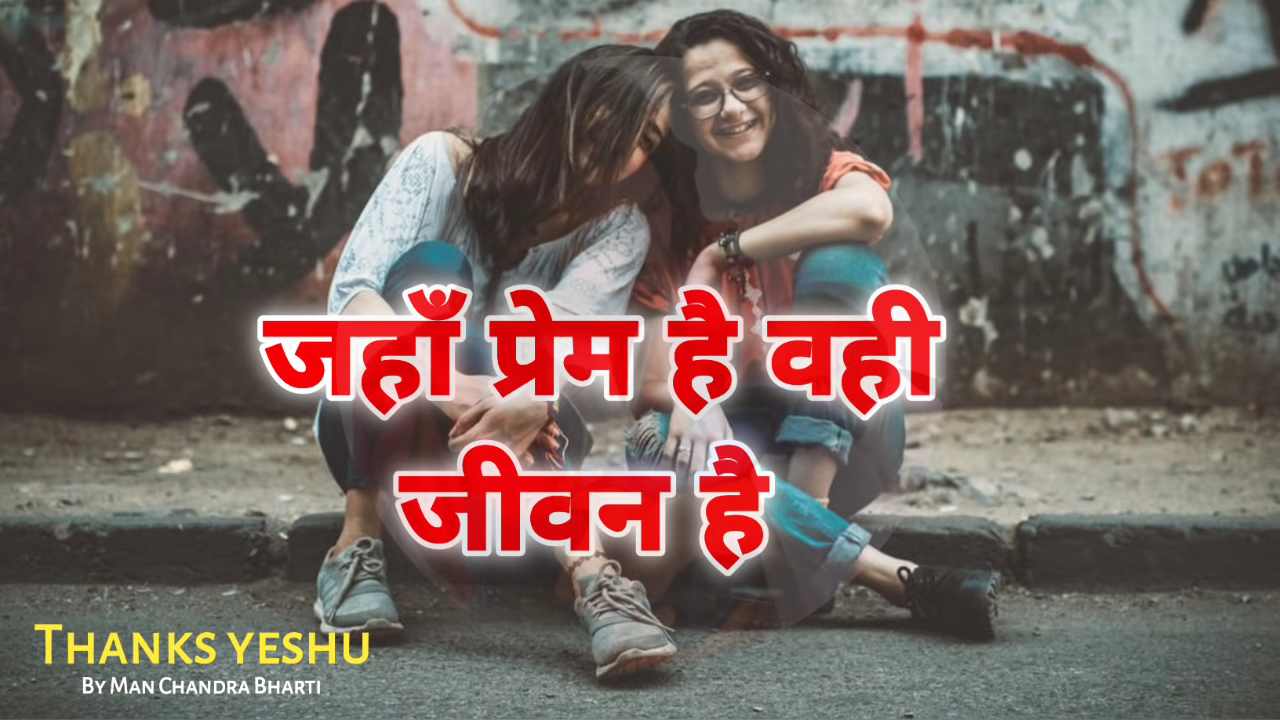 जहाँ प्रेम है वही
जीवन है
THANKS YESHU
BY MAN CHANDRA BHARTI